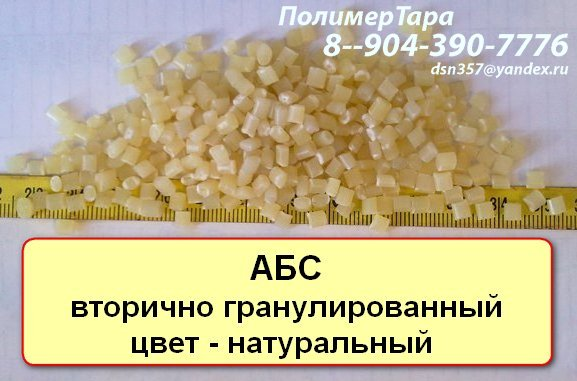 ПолимерТара
8--904-390-7776
dsn357@yandex.ru
АБС
вторично гранулированный
цвет - натуральный